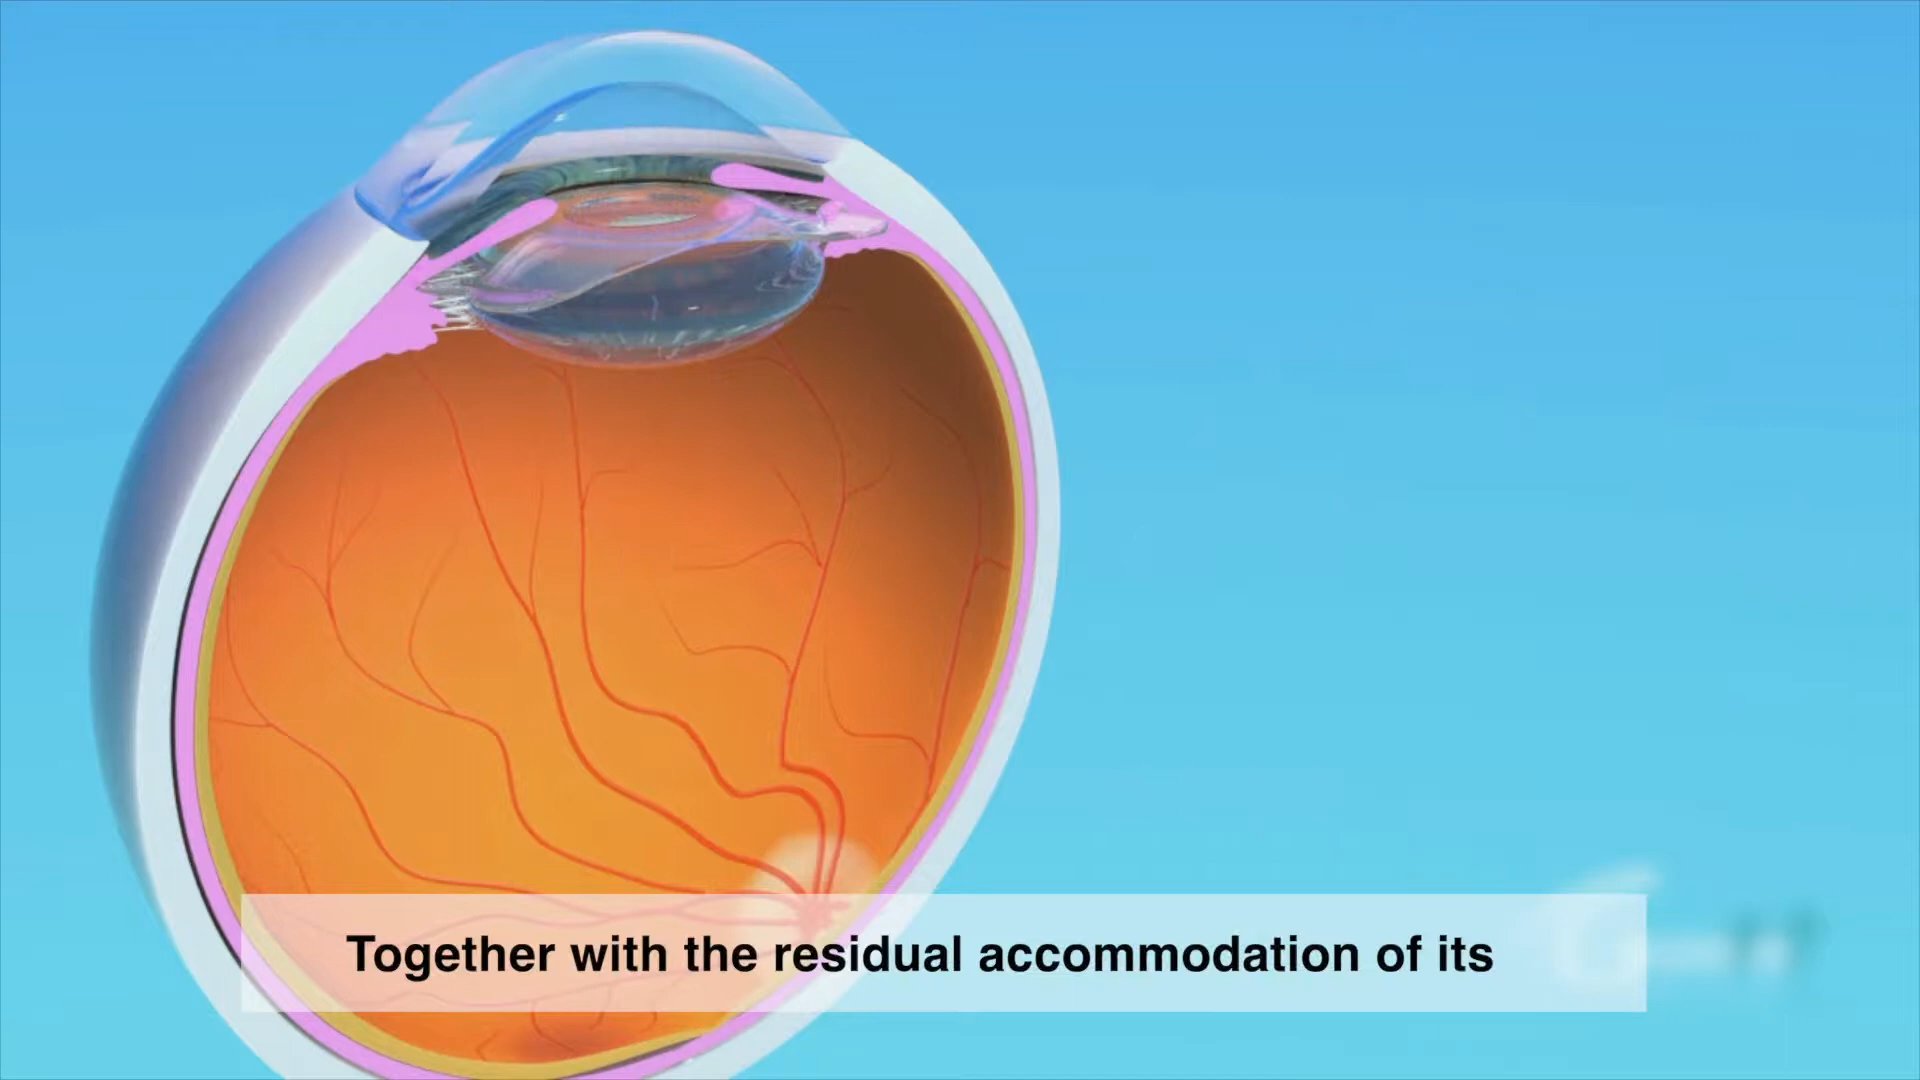 Together with the residual accommodation of its